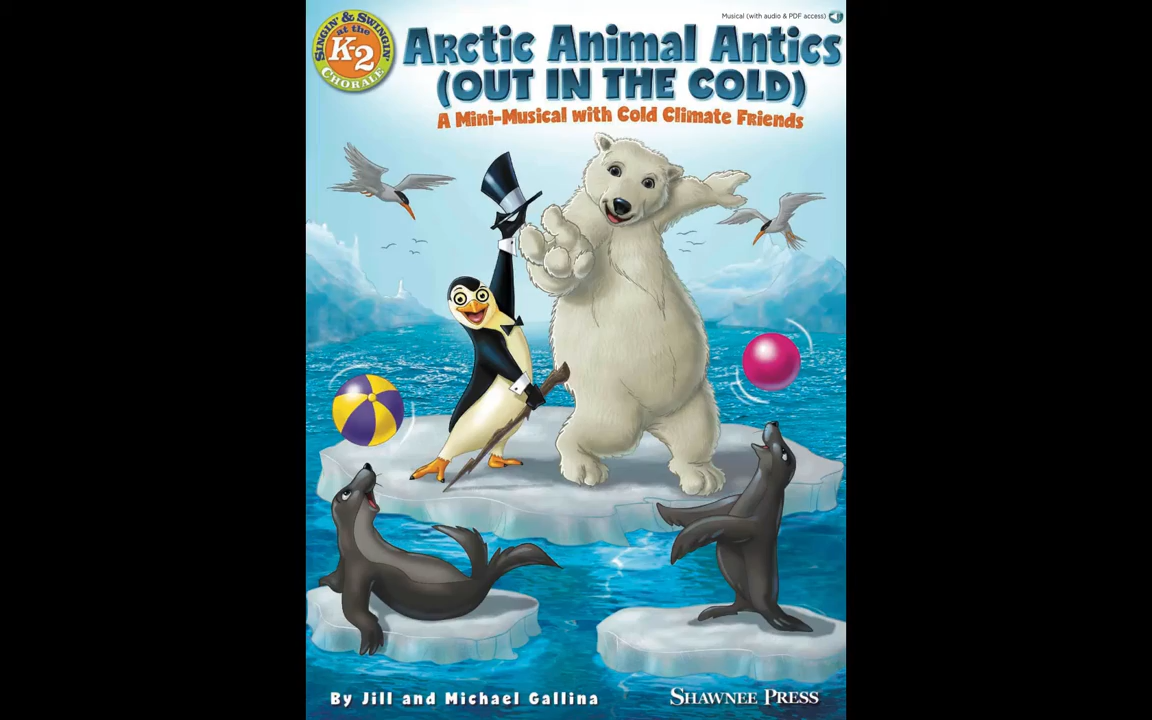 Musical (with audio & PDF access)
SINGIN' & SWINGIN'
at the
K-2
CHORALE
Arctic Animal Antics
(OUT IN THE COLD)
A Mini-Musical with Cold Climate Friends
By Jill and Michael Gallina
SHAWNEE PRESS